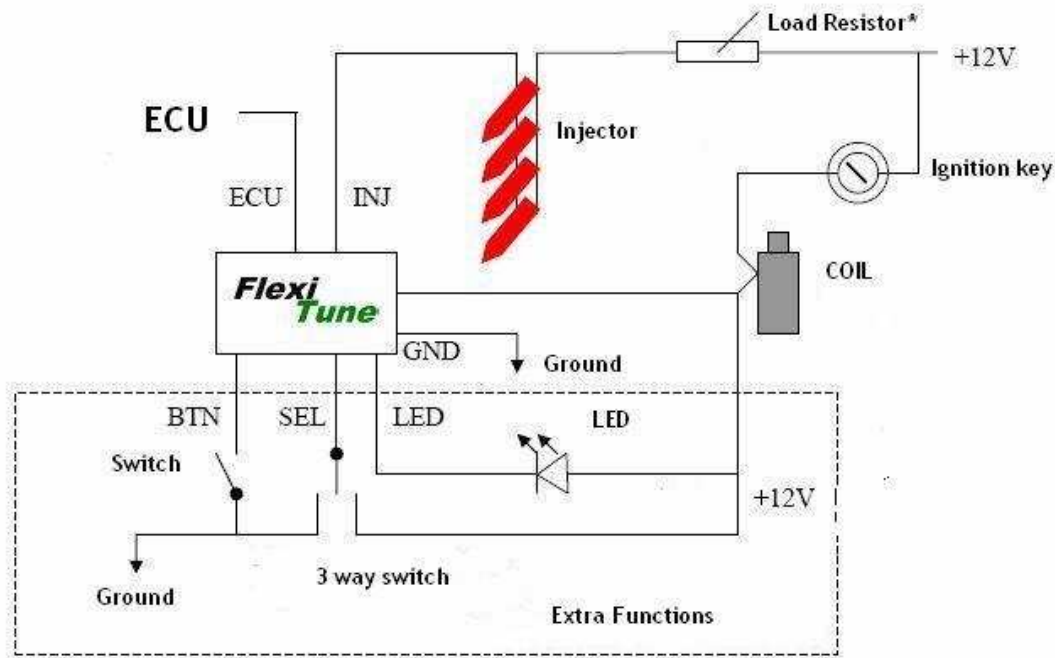 Load Resistor*
+12V
ECU
Injector
Ignition key
ECU
INJ
COIL
Flexi
Tune
GND
Ground
BTN
SEL
LED
LED
Switch
+12V
3 way switch
Ground
Extra Functions